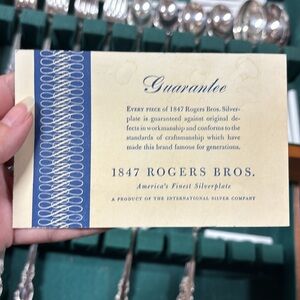 Guarantee
EVERY PIECE of 1847 Rogers Bros. Silver-
plate is guaranteed against original de-
fects in workmanship and conforms to the
standards of craftsmanship which have
made this brand famous for generations.
1847 ROGERS BROS.
America's Finest Silverplate
A PRODUCT OF THE INTERNATIONAL SILVER COMPANY